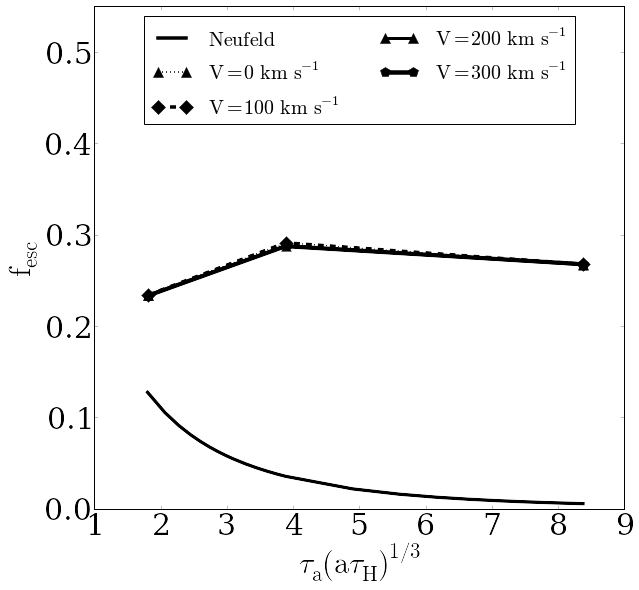 Neufeld
V=0 km s⁻¹
V=100 km s⁻¹
V=200 km s⁻¹
V=300 km s⁻¹
0.5
0.4
0.3
0.2
0.1
0.0
f_esc
1 2 3 4 5 6 7 8 9
τ_a(aτ_H)^{1/3}